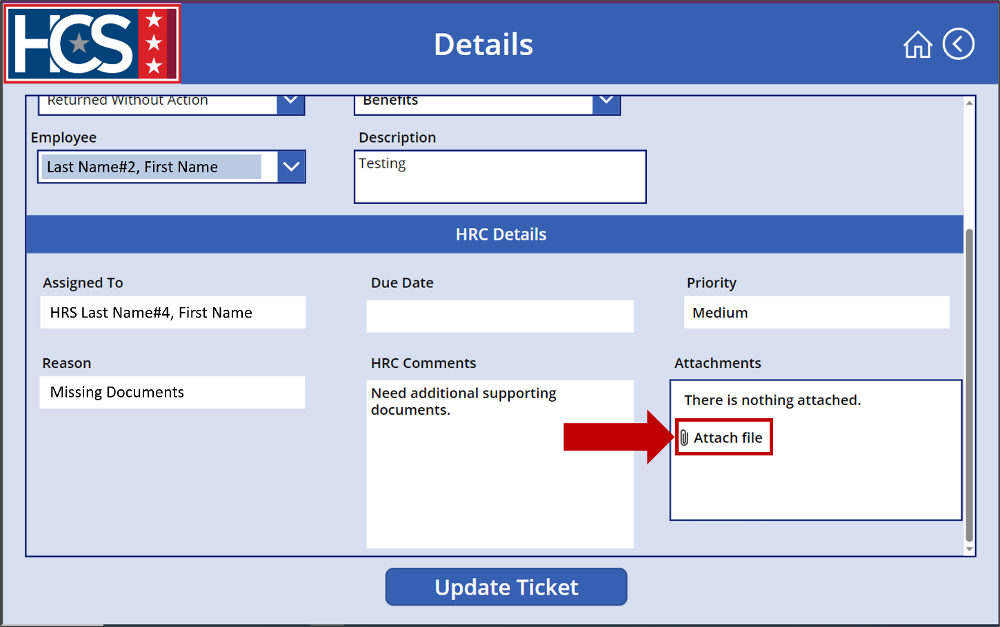 HCS
Details
Returned Without Action
Benefits
Employee
Description
Last Name#2, First Name
Testing
HRC Details
Assigned To
Due Date
Priority
HRS Last Name#4, First Name
Medium
Reason
HRC Comments
Attachments
Missing Documents
Need additional supporting
documents.
There is nothing attached.
Attach file
Update Ticket